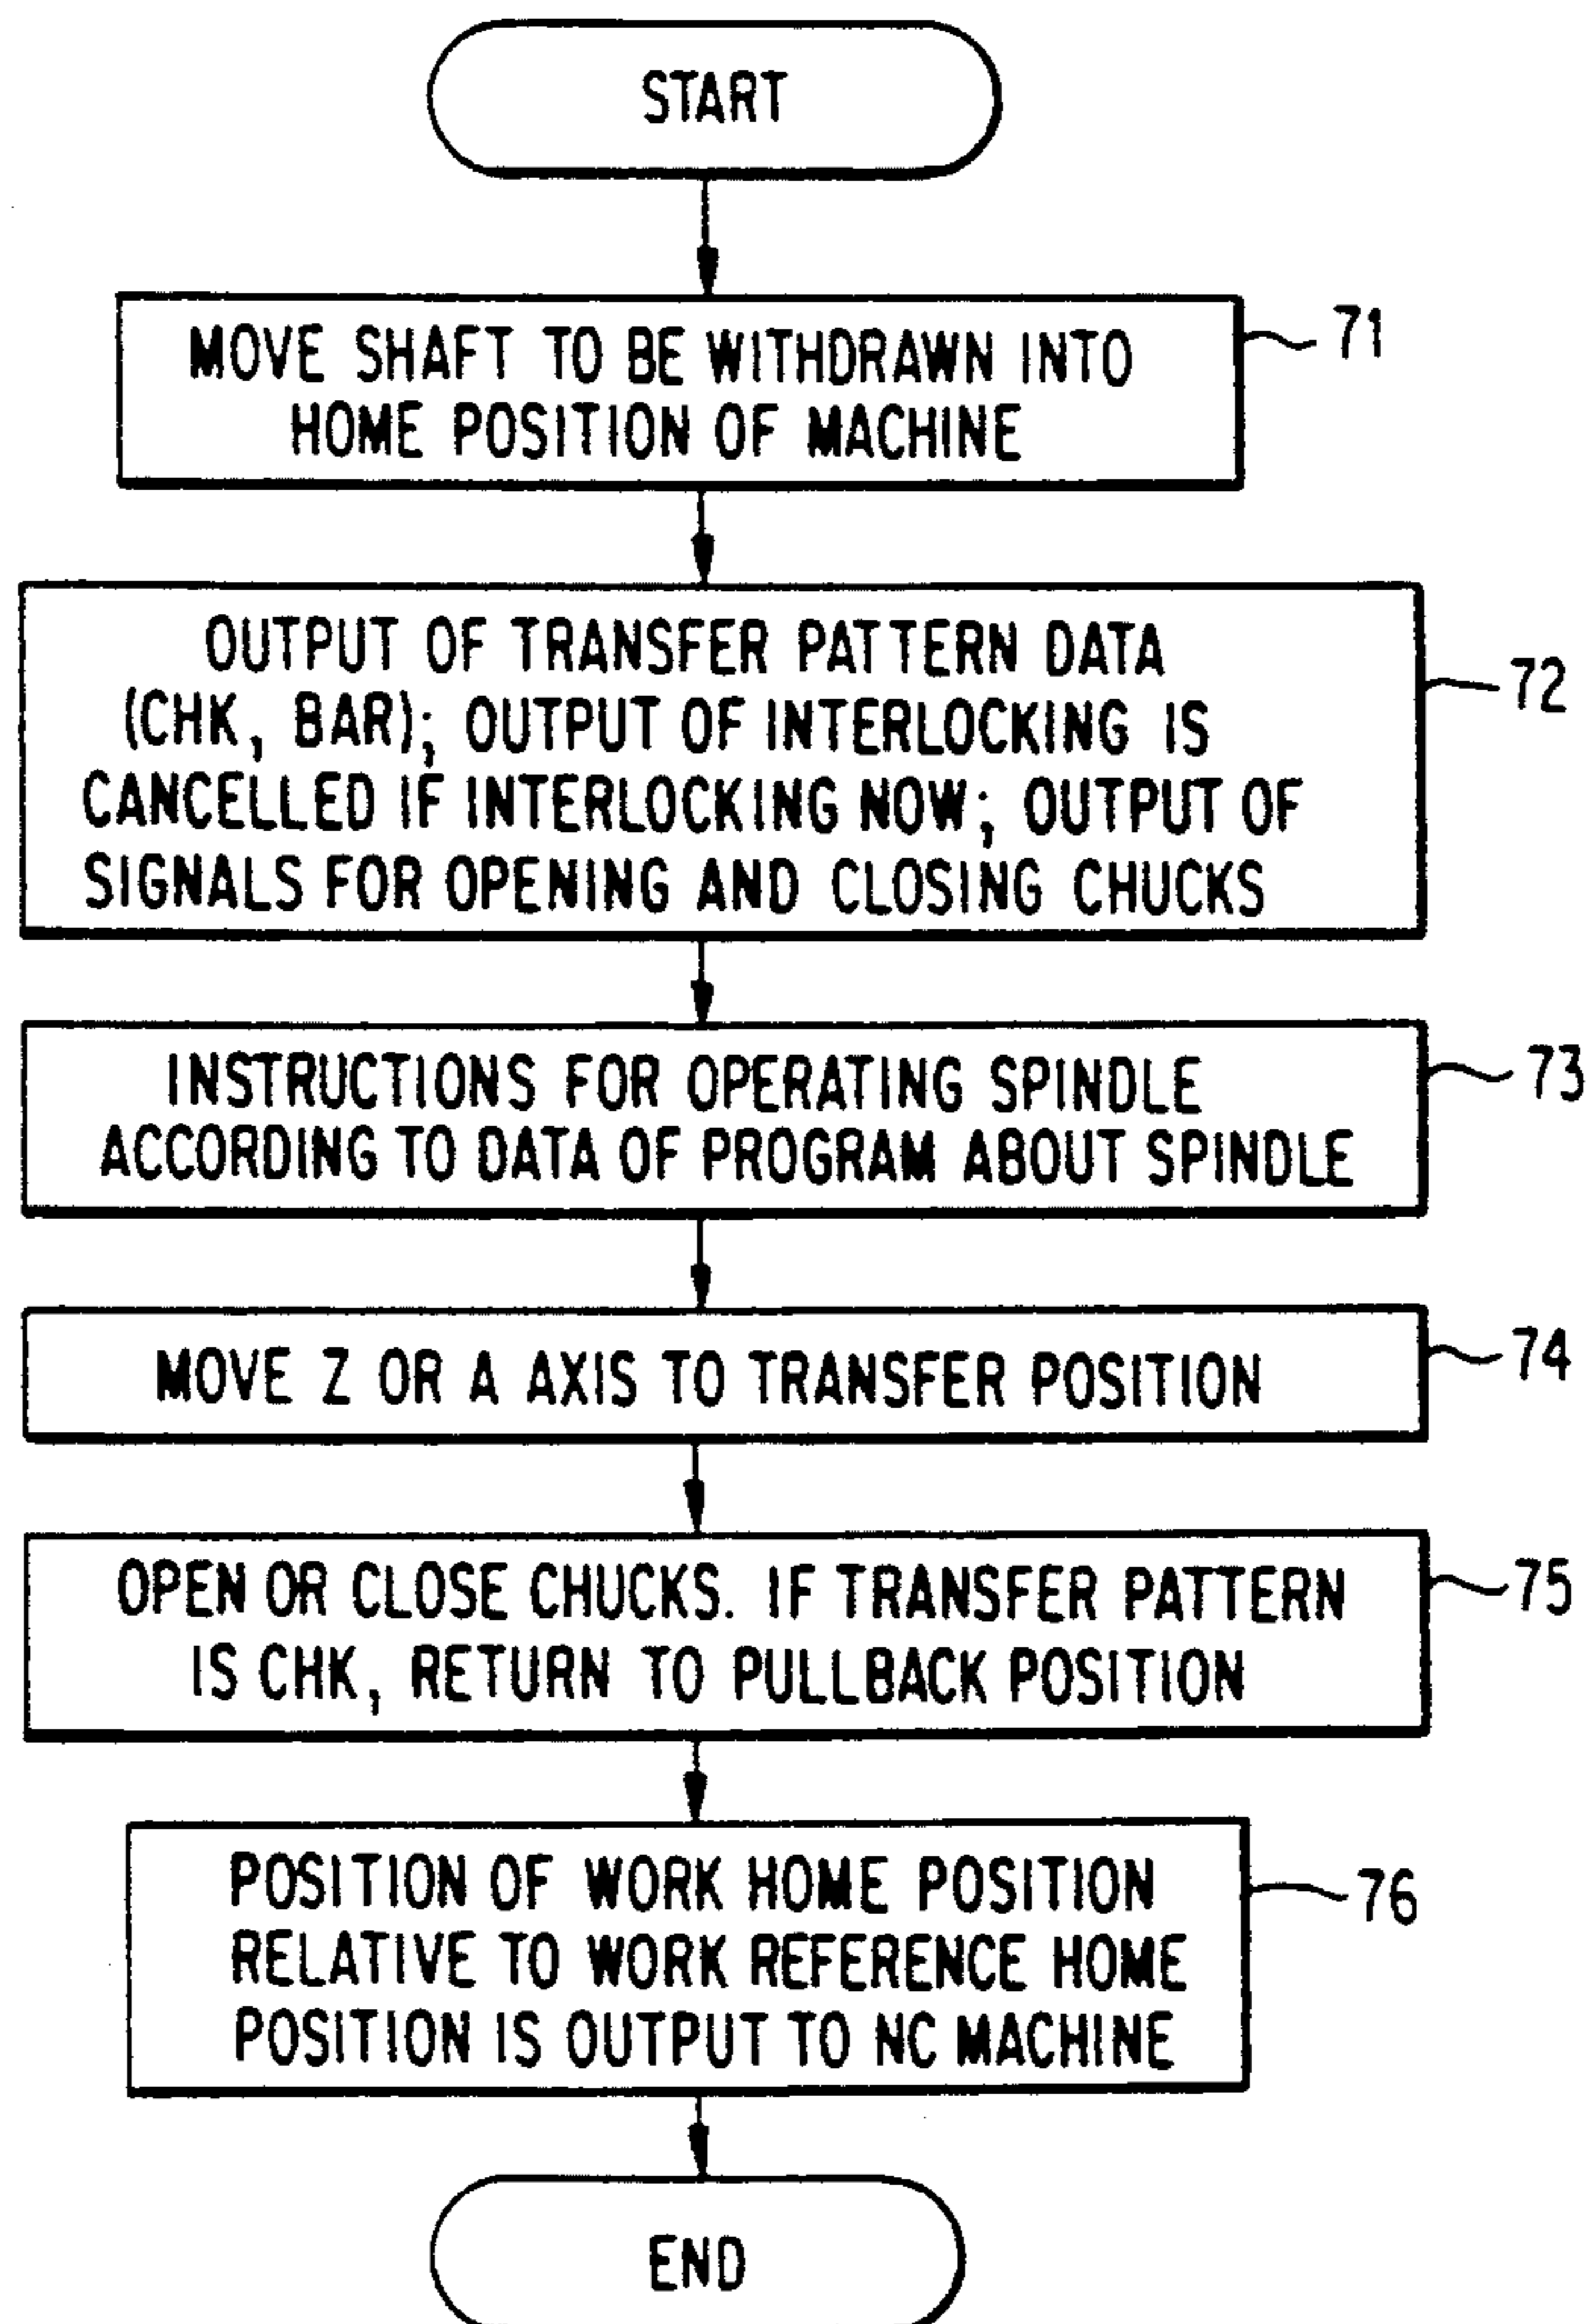 START
MOVE SHAFT TO BE WITHDRAWN INTO
HOME POSITION OF MACHINE
71
OUTPUT OF TRANSFER PATTERN DATA
(CHK, BAR); OUTPUT OF INTERLOCKING IS
CANCELLED IF INTERLOCKING NOW; OUTPUT OF
SIGNALS FOR OPENING AND CLOSING CHUCKS
72
INSTRUCTIONS FOR OPERATING SPINDLE
ACCORDING TO DATA OF PROGRAM ABOUT SPINDLE
73
MOVE Z OR A AXIS TO TRANSFER POSITION
74
OPEN OR CLOSE CHUCKS. IF TRANSFER PATTERN
IS CHK, RETURN TO PULLBACK POSITION
75
POSITION OF WORK HOME POSITION
RELATIVE TO WORK REFERENCE HOME
POSITION IS OUTPUT TO NC MACHINE
76
END